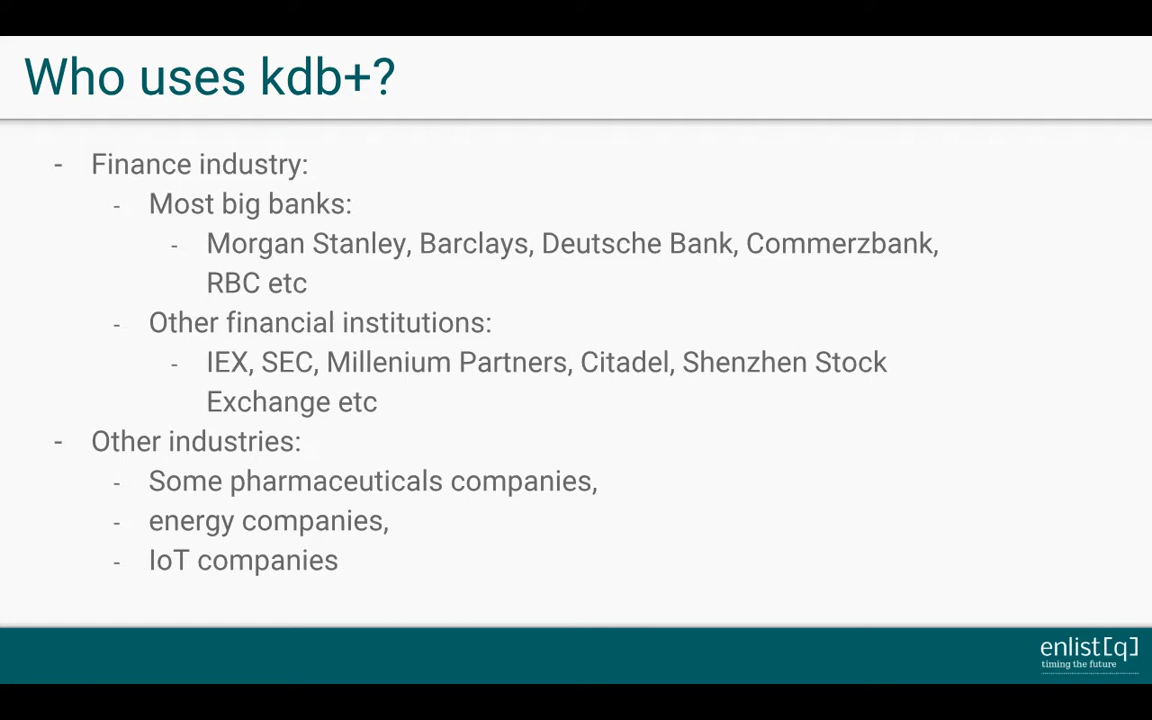 Who uses kdb+?
- Finance industry:
- Most big banks:
- Morgan Stanley, Barclays, Deutsche Bank, Commerzbank,
RBC etc
- Other financial institutions:
- IEX, SEC, Millenium Partners, Citadel, Shenzhen Stock
Exchange etc
- Other industries:
- Some pharmaceuticals companies,
- energy companies,
- IoT companies
enlist[q]
timing the future